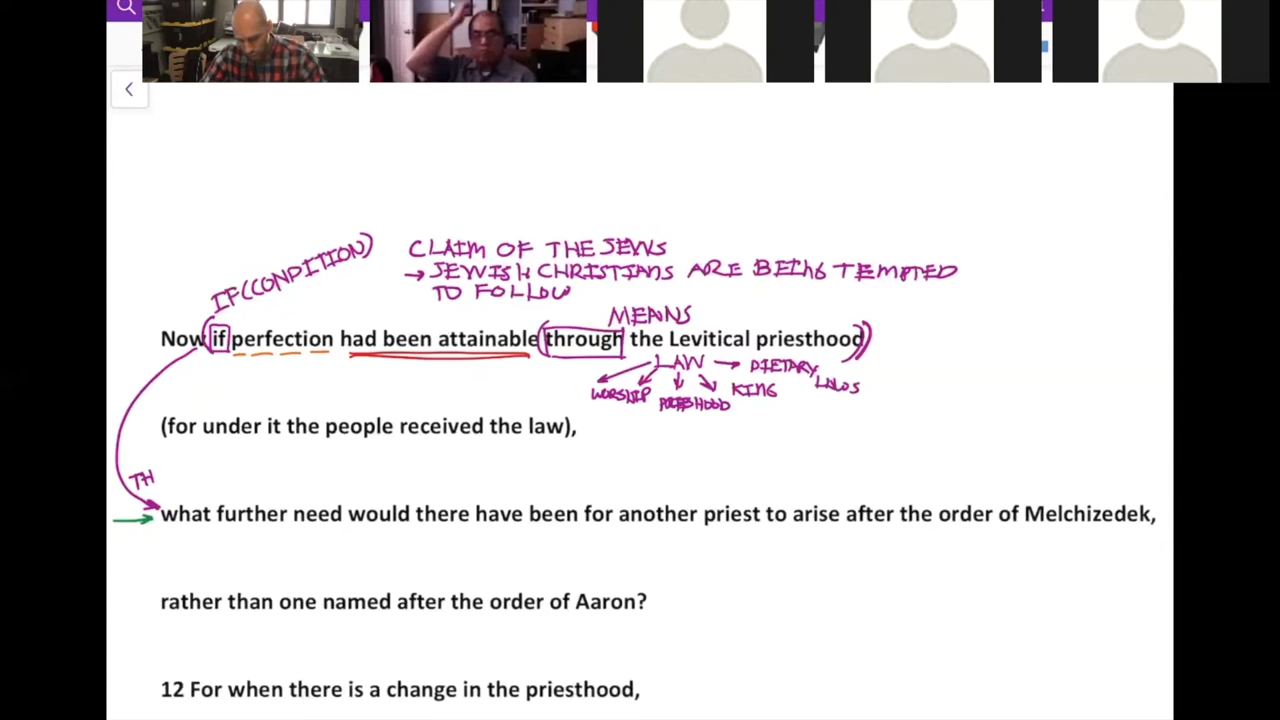 IF(CONDITION)
CLAIM OF THE JEWS
→ JEWISH CHRISTIANS ARE BEING TEMPTED
TO FOLLOW
MEANS
Now if perfection had been attainable through the Levitical priesthood
LAW → DIETARY LAWS
WORSHIP PRIESTHOOD KING
(for under it the people received the law),
TH
what further need would there have been for another priest to arise after the order of Melchizedek,
rather than one named after the order of Aaron?
12 For when there is a change in the priesthood,